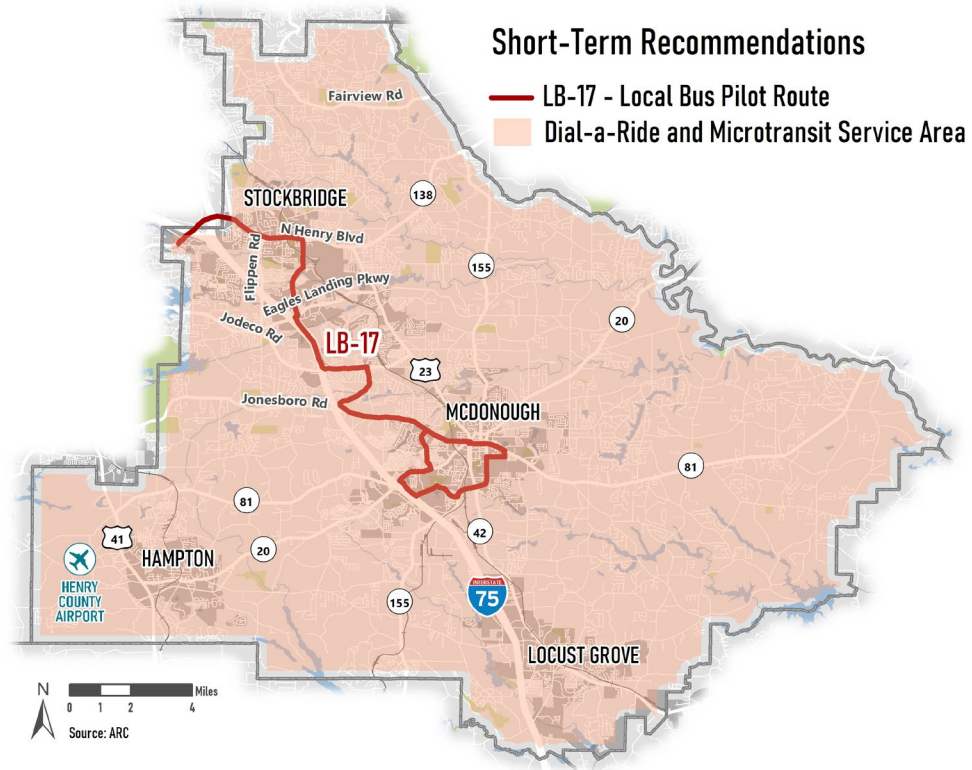 Short-Term Recommendations
LB-17 - Local Bus Pilot Route
Dial-a-Ride and Microtransit Service Area
Fairview Rd
STOCKBRIDGE
138
N Henry Blvd
Flippen Rd
155
Eagles Landing Pkwy
20
Jodeco Rd
LB-17
23
Jonesboro Rd
MCDONOUGH
81
81
41
42
20
HAMPTON
HENRY
COUNTY
AIRPORT
INTERSTATE
75
155
LOCUST GROVE
N
Miles
0 1 2 4
Source: ARC